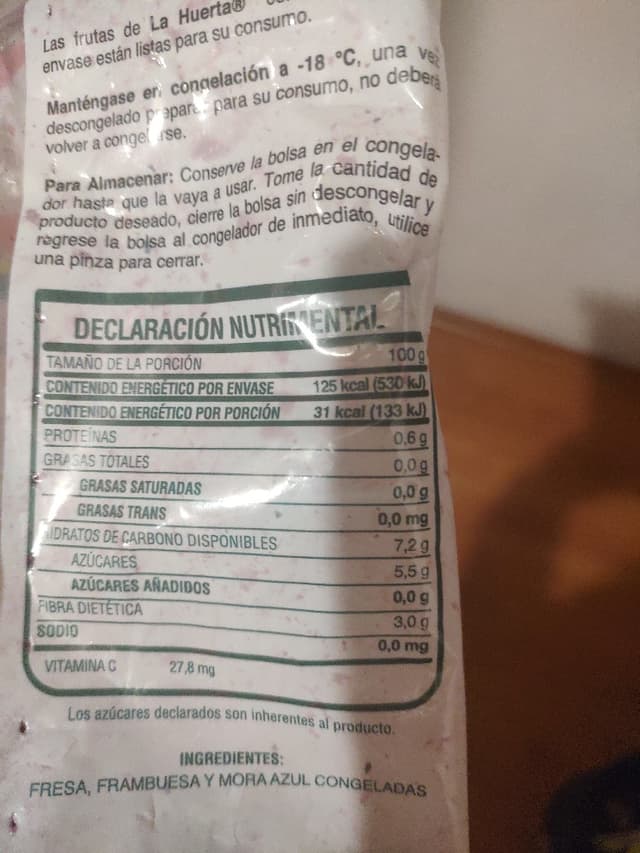 Las frutas de La Huerta®
envase están listas para su consumo.
Manténgase en congelación a -18 °C, una vez
descongelado para su consumo, no deberá
volver a
Para Almacenar: Conserve la bolsa en el congela-
dor hasta que la vaya a usar. Tome la cantidad de
producto deseado, cierre la bolsa sin descongelar y
regrese la bolsa al congelador de inmediato, utilice
una pinza para cerrar.
DECLARACIÓN NUTRIMENTAL
TAMAÑO DE LA PORCIÓN 100 g
CONTENIDO ENERGÉTICO POR ENVASE 125 kcal (530 kJ)
CONTENIDO ENERGÉTICO POR PORCIÓN 31 kcal (133 kJ)
PROTEÍNAS 0,6 g
GRASAS TOTALES 0,0 g
GRASAS SATURADAS 0,0 g
GRASAS TRANS 0,0 mg
HIDRATOS DE CARBONO DISPONIBLES 7,2 g
AZÚCARES 5,5 g
AZÚCARES AÑADIDOS 0,0 g
FIBRA DIETÉTICA 3,0 g
SODIO 0,0 mg
VITAMINA C 27,8 mg
Los azúcares declarados son inherentes al producto.
INGREDIENTES:
FRESA, FRAMBUESA Y MORA AZUL CONGELADAS